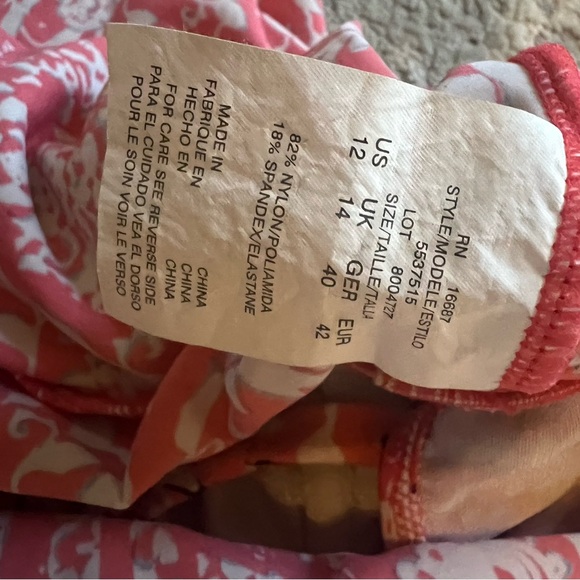 RN 16687
STYLE/MODELE/ESTILO
5537515
LOT 8004727
SIZE/TAILLE/TALLA
US UK GER EUR
12 14 40 42
82% NYLON/POLIAMIDA
18% SPANDEX/ELASTANE
MADE IN CHINA
FABRIQUE EN CHINA
HECHO EN CHINA
FOR CARE SEE REVERSE SIDE
PARA EL CUIDADO VEA EL DORSO
POUR LE SOIN VOIR LE VERSO